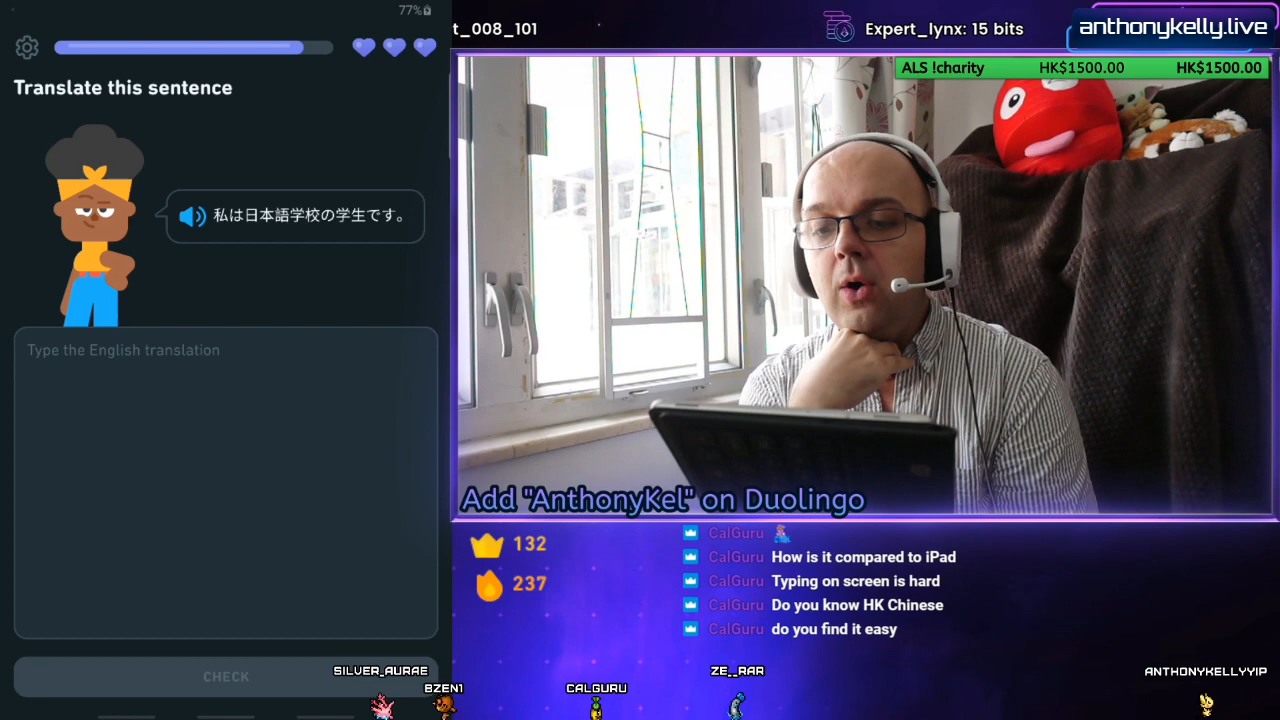 77%
t_008_101
Expert_lynx: 15 bits
anthonykelly.live
Translate this sentence
ALS !charity HK$1500.00 HK$1500.00
私は日本語学校の学生です。
Type the English translation
Add "AnthonyKel" on Duolingo
132
237
CalGuru
CalGuru How is it compared to iPad
CalGuru Typing on screen is hard
CalGuru Do you know HK Chinese
CalGuru do you find it easy
CHECK
SILVER_AURAE
BZEN1
CALGURU
ZE__RAR
ANTHONYKELLYYIP